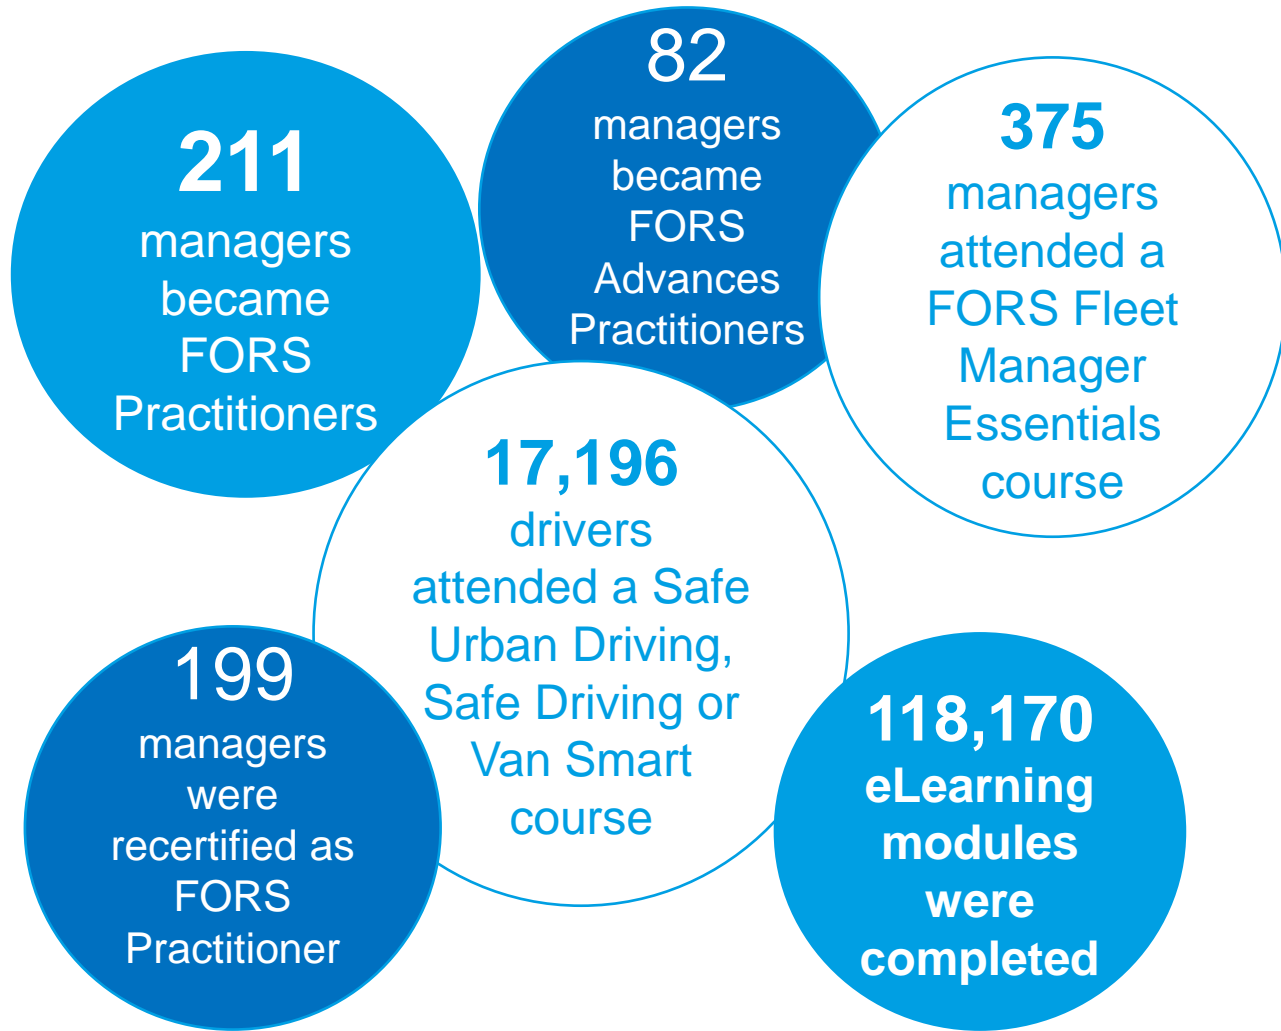 211
managers
became
FORS
Practitioners
82
managers
became
FORS
Advances
Practitioners
375
managers
attended a
FORS Fleet
Manager
Essentials
course
17,196
drivers
attended a Safe
Urban Driving,
Safe Driving or
Van Smart
course
199
managers
were
recertified as
FORS
Practitioner
118,170
eLearning
modules
were
completed